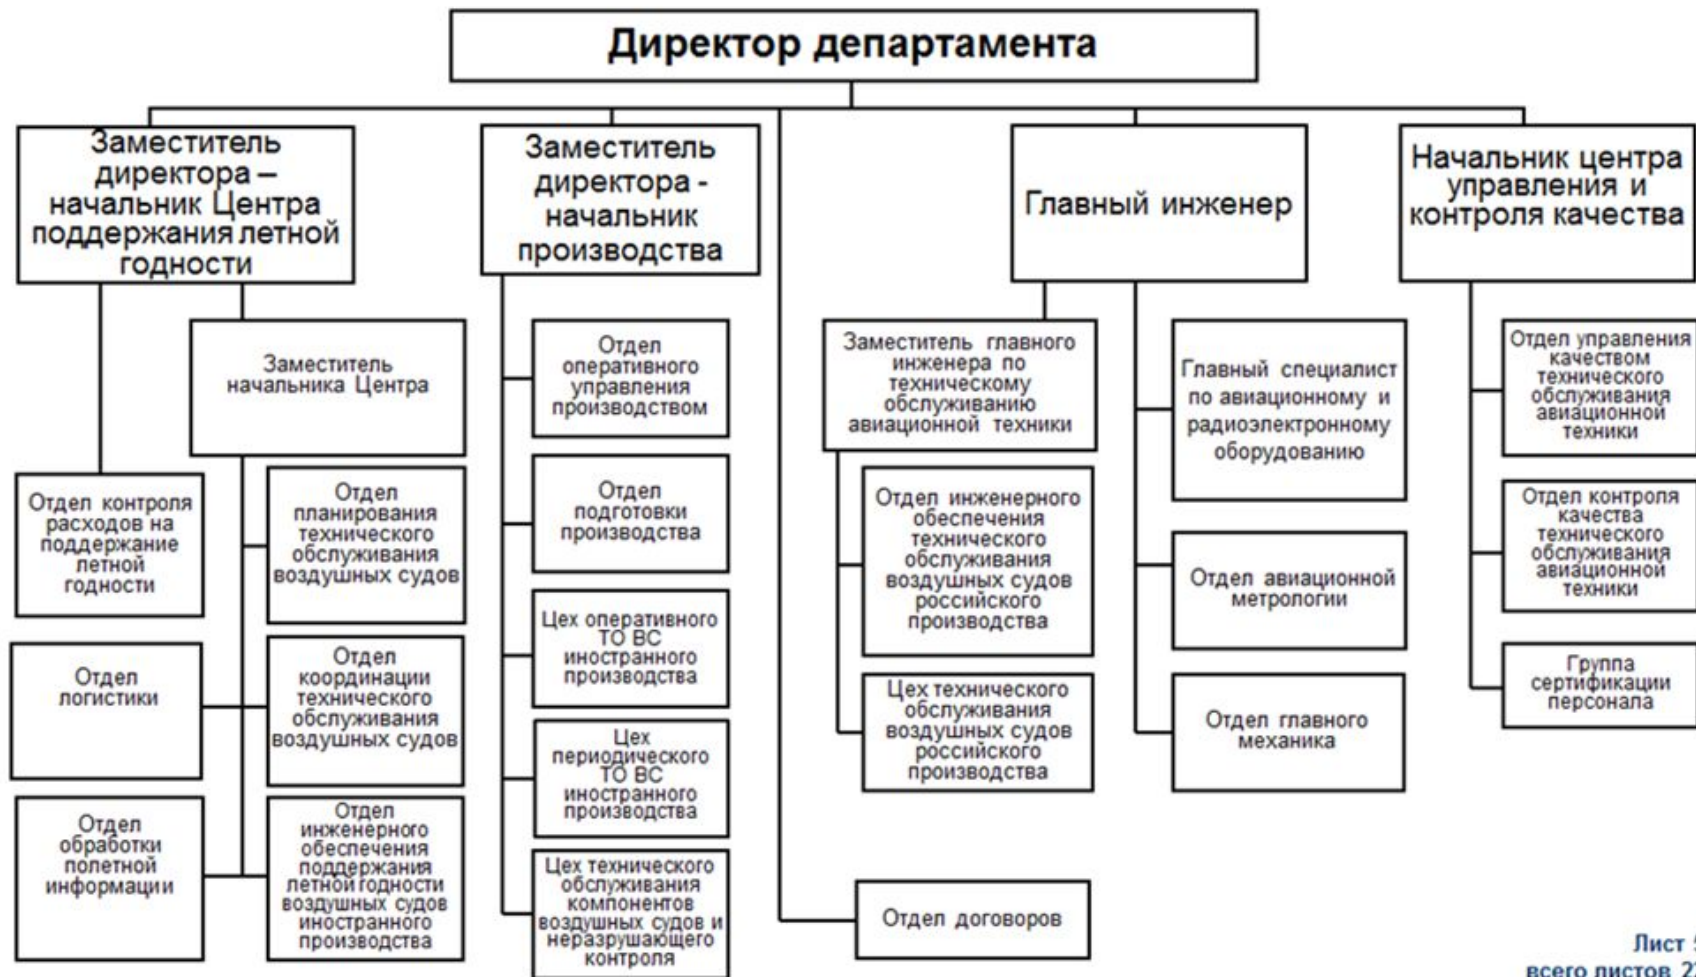 Директор департамента
Заместитель
директора –
начальник Центра
поддержания летной
годности
Заместитель
директора -
начальник
производства
Главный инженер
Начальник центра
управления и
контроля качества
Заместитель
начальника Центра
Отдел контроля
расходов на
поддержание
летной
годности
Отдел
планирования
технического
обслуживания
воздушных судов
Отдел
логистики
Отдел
координации
технического
обслуживания
воздушных судов
Отдел
обработки
полетной
информации
Отдел
инженерного
обеспечения
поддержания
летной годности
воздушных судов
иностранного
производства
Отдел
оперативного
управления
производством
Отдел
подготовки
производства
Цех оперативного
ТО ВС
иностранного
производства
Цех
периодического
ТО ВС
иностранного
производства
Цех технического
обслуживания
компонентов
воздушных судов и
неразрушающего
контроля
Заместитель главного
инженера по
техническому
обслуживанию
авиационной техники
Отдел инженерного
обеспечения
технического
обслуживания
воздушных судов
российского
производства
Цех технического
обслуживания
воздушных судов
российского
производства
Отдел договоров
Главный специалист
по авиационному и
радиоэлектронному
оборудованию
Отдел авиационной
метрологии
Отдел главного
механика
Отдел управления
качеством
технического
обслуживания
авиационной
техники
Отдел контроля
качества
технического
обслуживания
авиационной
техники
Группа
сертификации
персонала
Лист
всего листов